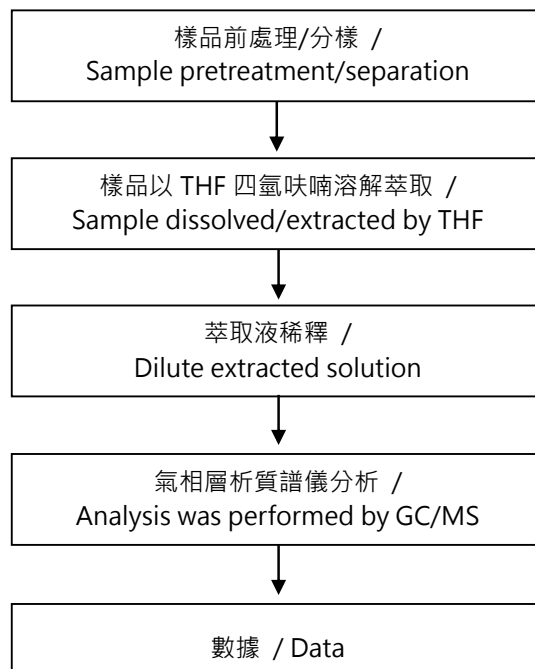 樣品前處理/分樣 /
Sample pretreatment/separation
樣品以 THF 四氫呋喃溶解萃取 /
Sample dissolved/extracted by THF
萃取液稀釋 /
Dilute extracted solution
氣相層析質譜儀分析 /
Analysis was performed by GC/MS
數據 / Data